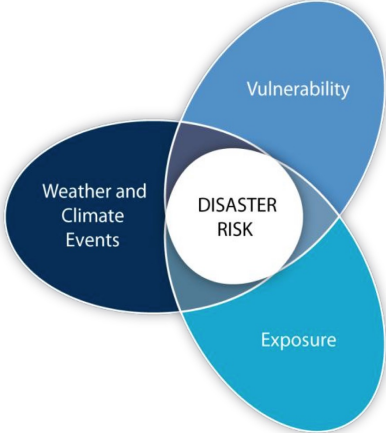 Vulnerability
Weather and
Climate
Events
DISASTER
RISK
Exposure